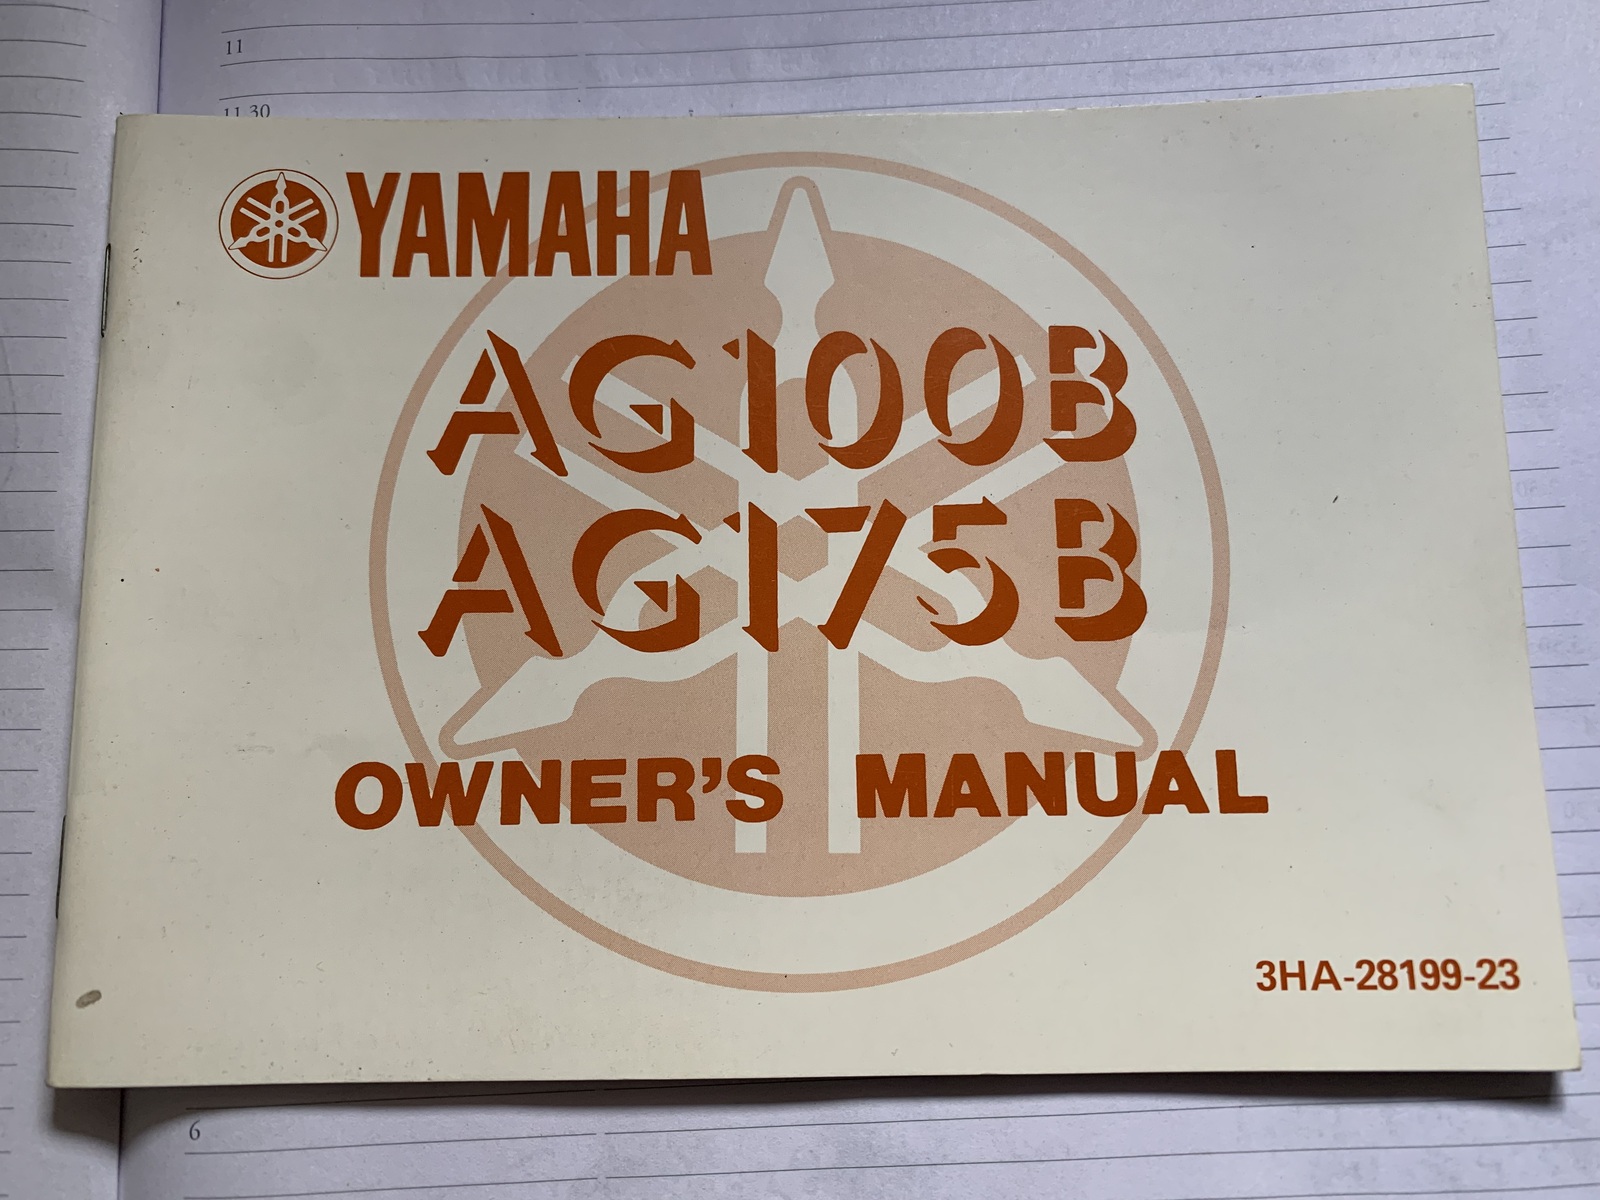 11
11.30
YAMAHA
AG100B
AG175B
OWNER'S MANUAL
3HA-28199-23
6